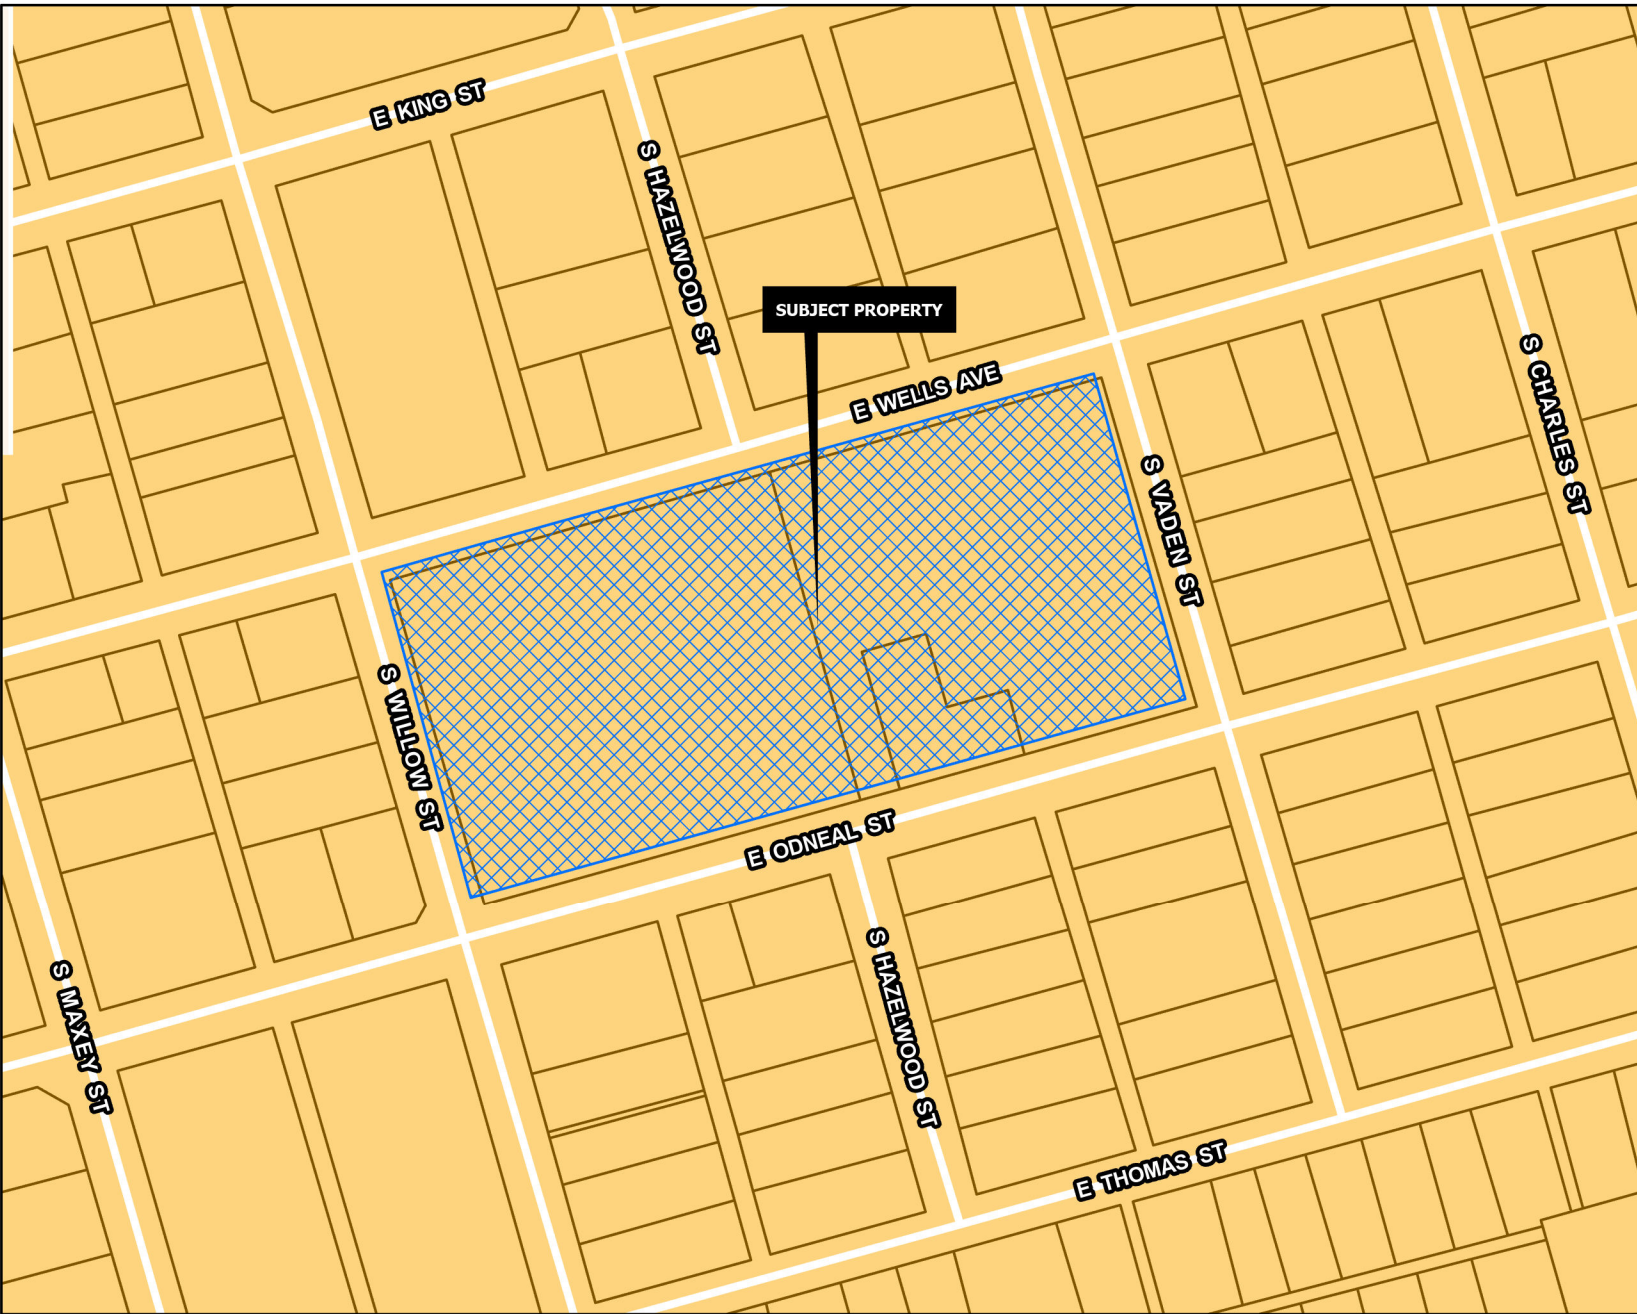 E KING ST
S HAZELWOOD ST
SUBJECT PROPERTY
E WELLS AVE
S CHARLES ST
S VADEN ST
S WILLOW ST
E ODNEAL ST
S HAZELWOOD ST
S MAXEY ST
E THOMAS ST